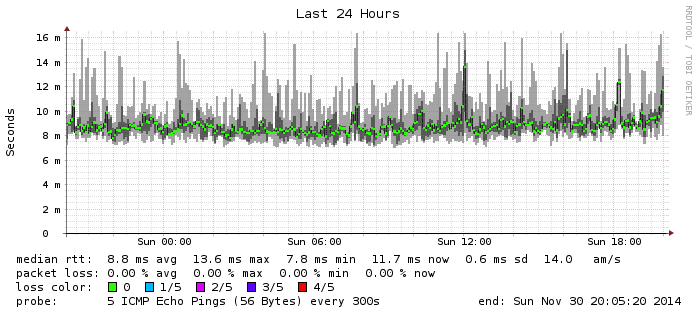 Last 24 Hours
RRDTOOL / TOBI OETIKER
Seconds
16 m
14 m
12 m
10 m
8 m
6 m
4 m
2 m
0
Sun 00:00 Sun 06:00 Sun 12:00 Sun 18:00
median rtt: 8.8 ms avg 13.6 ms max 7.8 ms min 11.7 ms now 0.6 ms sd 14.0 am/s
packet loss: 0.00 % avg 0.00 % max 0.00 % min 0.00 % now
loss color: 0 1/5 2/5 3/5 4/5
probe: 5 ICMP Echo Pings (56 Bytes) every 300s end: Sun Nov 30 20:05:20 2014